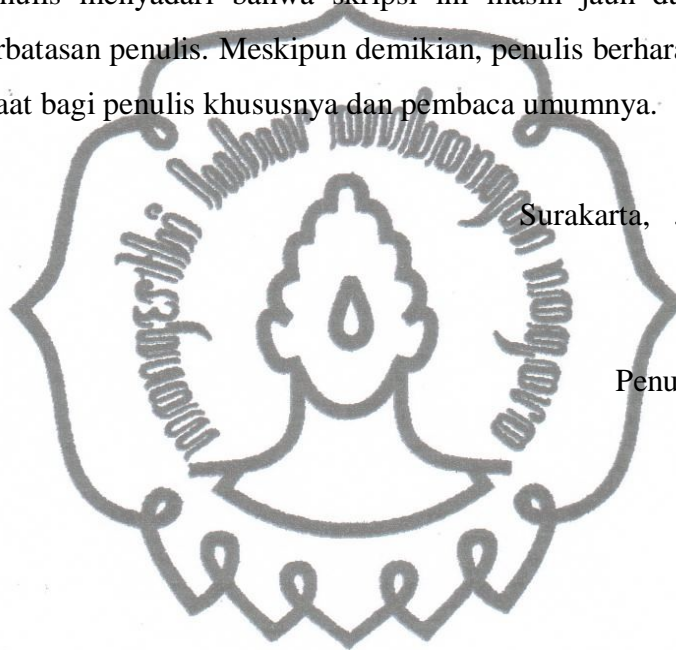 nulis menyadari bahwa skripsi ini masih jauh da
rbatasan penulis. Meskipun demikian, penulis berhara
aat bagi penulis khususnya dan pembaca umumnya.
Surakarta,
Penu